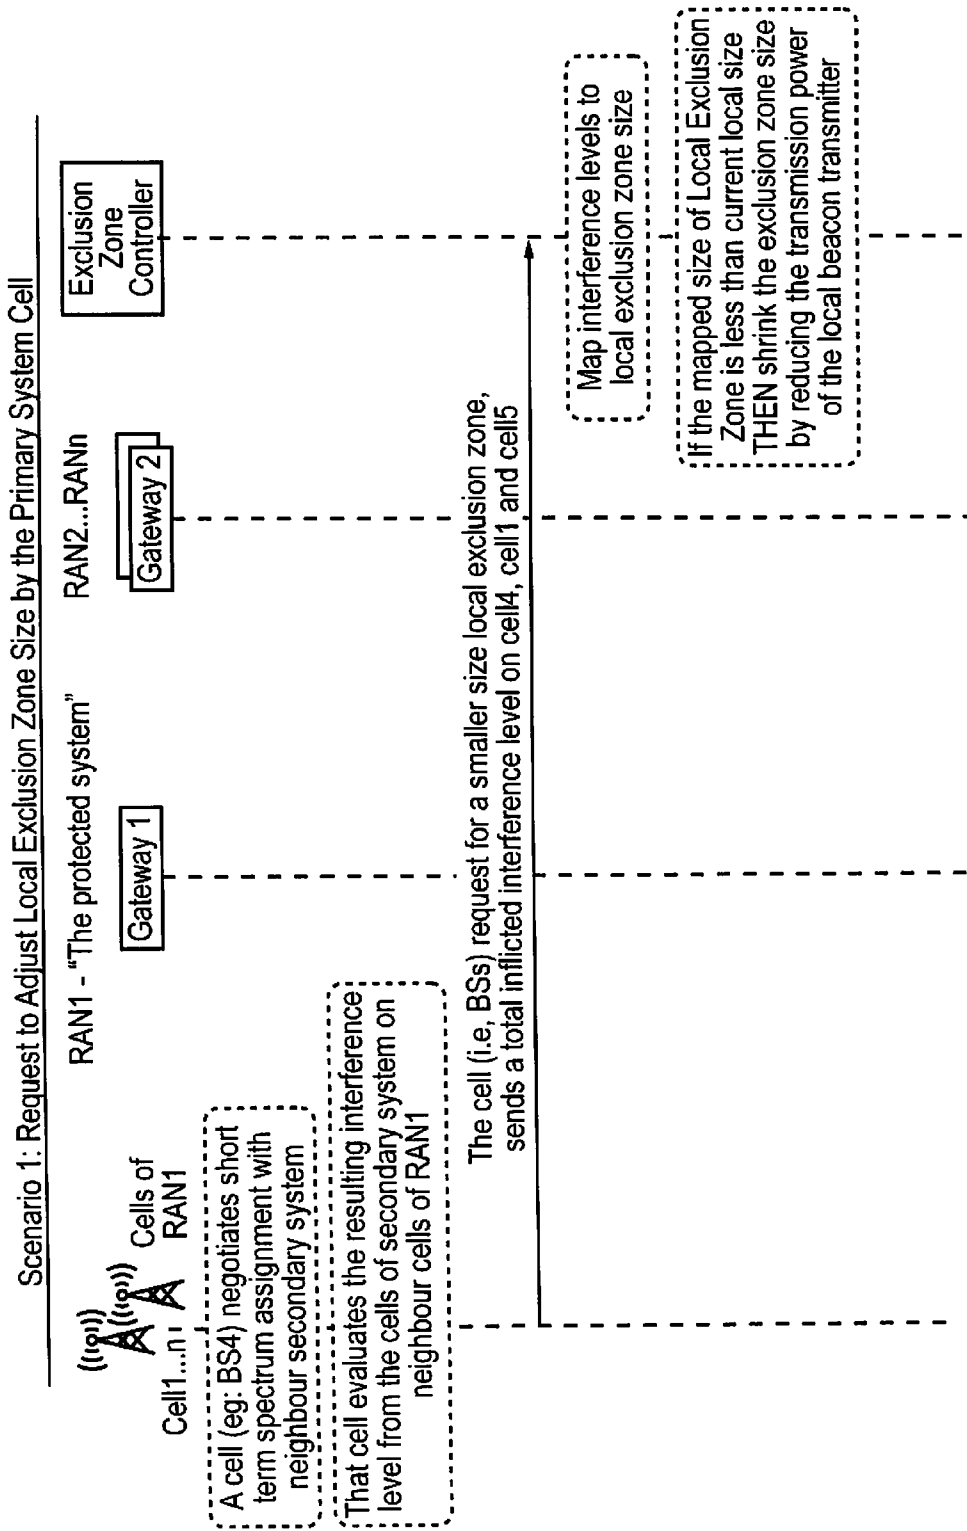 Scenario 1: Request to Adjust Local Exclusion Zone Size by the Primary System Cell
Cell1...n
Cells of
RAN1
RAN1 - "The protected system"
Gateway 1
RAN2...RANn
Gateway 2
Exclusion
Zone
Controller
A cell (eg: BS4) negotiates short
term spectrum assignment with
neighbour secondary system
That cell evaluates the resulting interference
level from the cells of secondary system on
neighbour cells of RAN1
The cell (i.e, BSs) request for a smaller size local exclusion zone,
sends a total inflicted interference level on cell4, cell1 and cell5
Map interference levels to
local exclusion zone size
If the mapped size of Local Exclusion
Zone is less than current local size
THEN shrink the exclusion zone size
by reducing the transmission power
of the local beacon transmitter